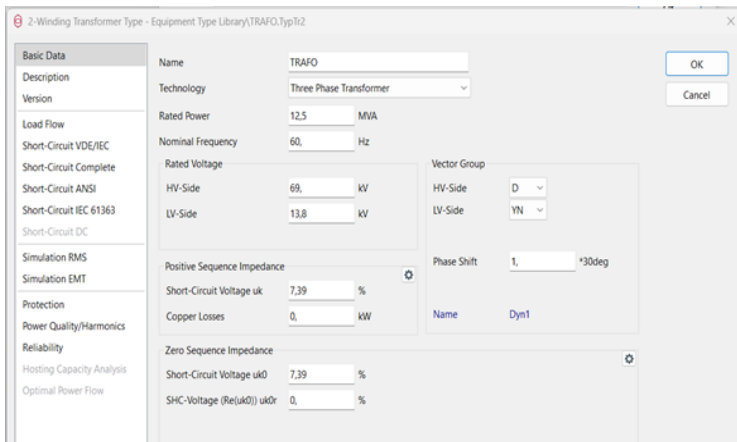 2-Winding Transformer Type - Equipment Type Library\TRAFO.TypTr2
Basic Data
Description
Version
Load Flow
Short-Circuit VDE/IEC
Short-Circuit Complete
Short-Circuit ANSI
Short-Circuit IEC 61363
Short-Circuit DC
Simulation RMS
Simulation EMT
Protection
Power Quality/Harmonics
Reliability
Hosting Capacity Analysis
Optimal Power Flow
Name TRAFO
Technology Three Phase Transformer
Rated Power 12,5 MVA
Nominal Frequency 60, Hz
Rated Voltage
HV-Side 69, kV
LV-Side 13,8 kV
Vector Group
HV-Side D
LV-Side YN
Phase Shift 1, *30deg
Name Dyn1
Positive Sequence Impedance
Short-Circuit Voltage uk 7,39 %
Copper Losses 0, kW
Zero Sequence Impedance
Short-Circuit Voltage uk0 7,39 %
SHC-Voltage (Re(uk0)) uk0r 0, %
OK
Cancel